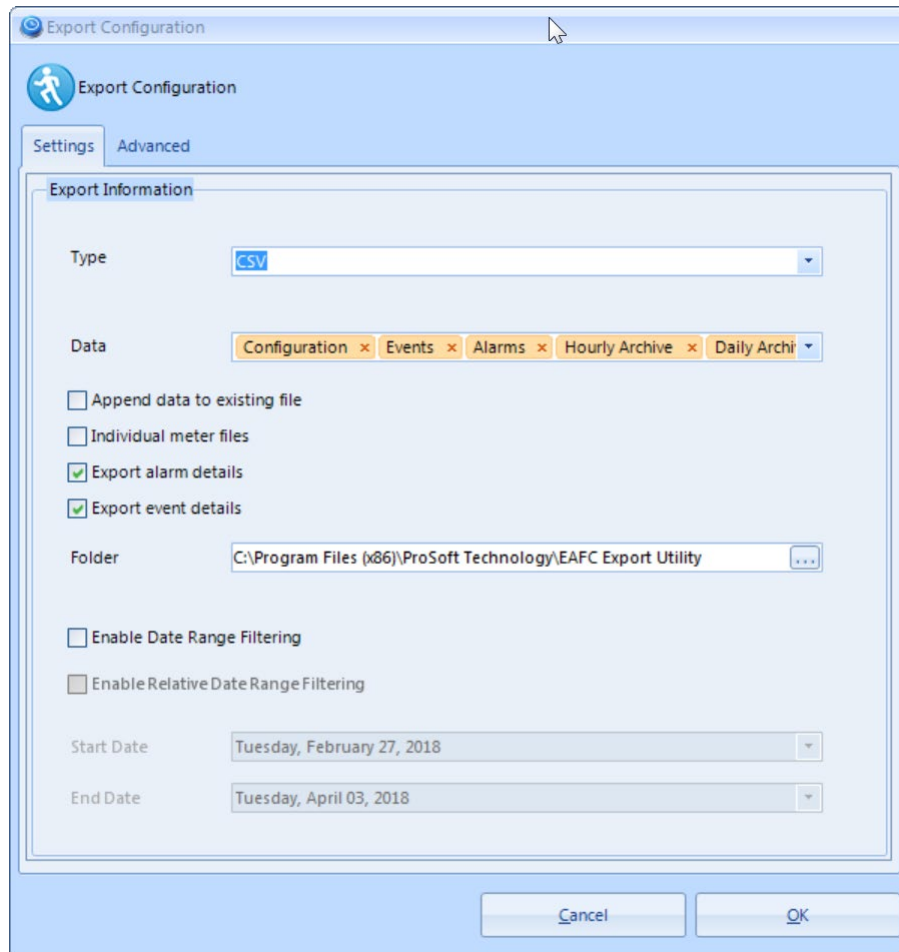 Export Configuration
Export Configuration
Settings Advanced
Export Information
Type CSV
Data Configuration × Events × Alarms × Hourly Archive × Daily Archi
Append data to existing file
Individual meter files
Export alarm details
Export event details
Folder C:\Program Files (x86)\ProSoft Technology\EAFC Export Utility ...
Enable Date Range Filtering
Enable Relative Date Range Filtering
Start Date Tuesday, February 27, 2018
End Date Tuesday, April 03, 2018
Cancel OK